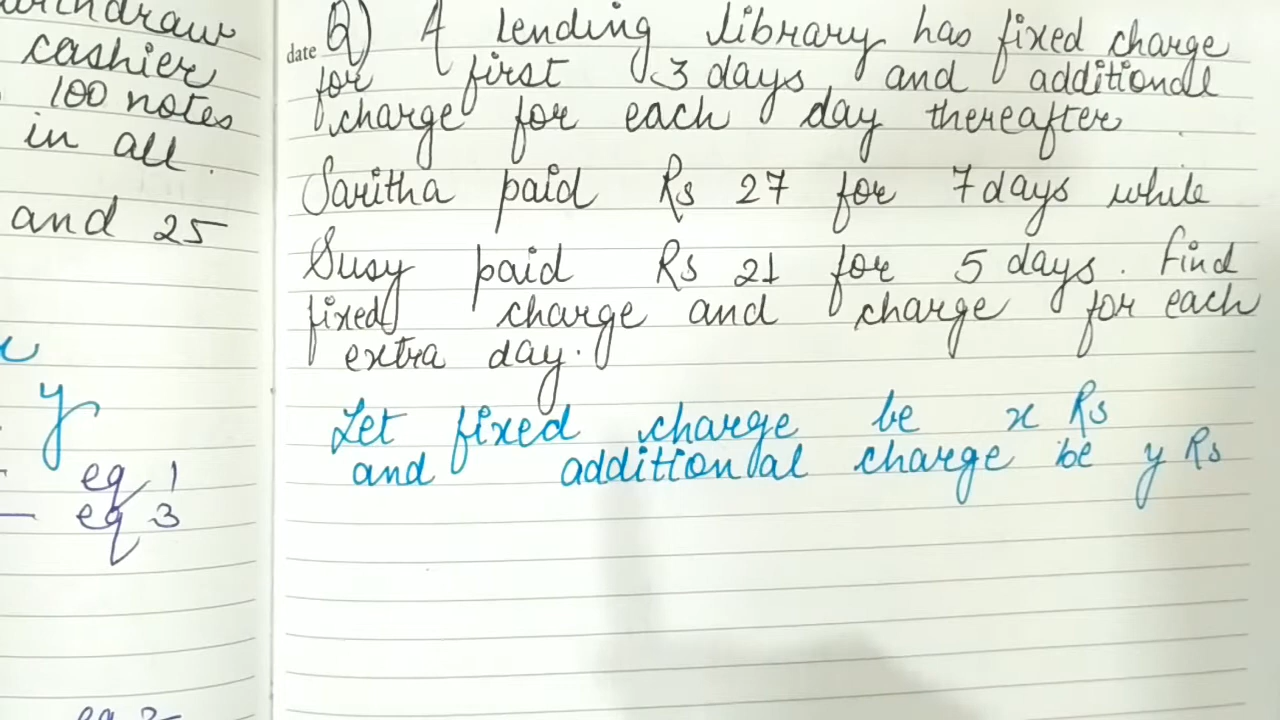 withdraw
cashier
100 notes
in all.
and 25
y
eq 1
eq 3
date
Q) A lending library has fixed charge
for first 3 days and additional
charge for each day thereafter.
Saritha paid Rs 27 for 7 days while
Susy paid Rs 21 for 5 days. find
fixed charge and charge for each
extra day.
Let fixed charge be x Rs
and additional charge be y Rs